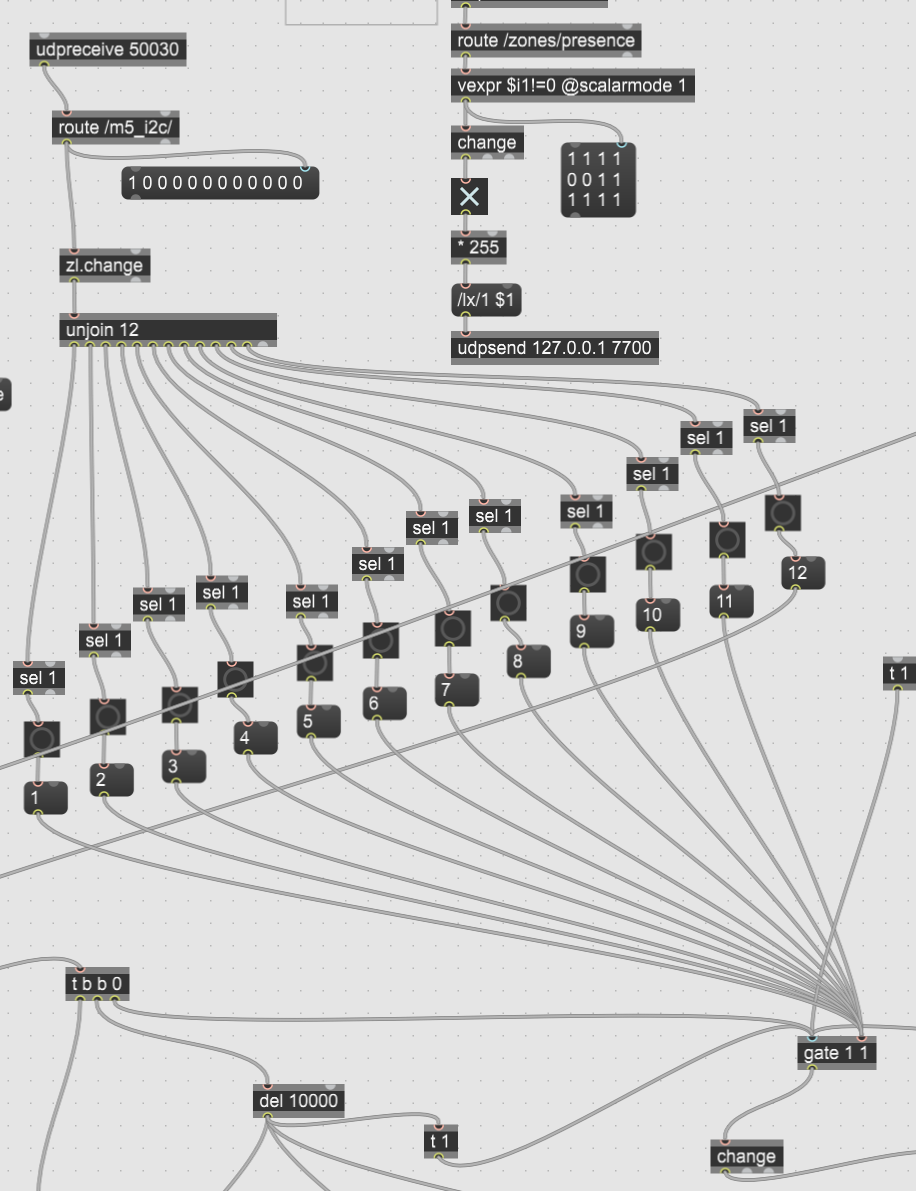 udpreceive 50030
route /m5_i2c/
1 0 0 0 0 0 0 0 0 0 0 0
zl.change
unjoin 12
route /zones/presence
vexpr $i1!=0 @scalarmode 1
change
1 1 1 1
0 0 1 1
1 1 1 1
* 255
/lx/1 $1
udpsend 127.0.0.1 7700
sel 1
sel 1
sel 1
sel 1
sel 1
sel 1
sel 1
sel 1
sel 1
sel 1
sel 1
sel 1
1
2
3
4
5
6
7
8
9
10
11
12
t 1
t b b 0
gate 1 1
del 10000
t 1
change